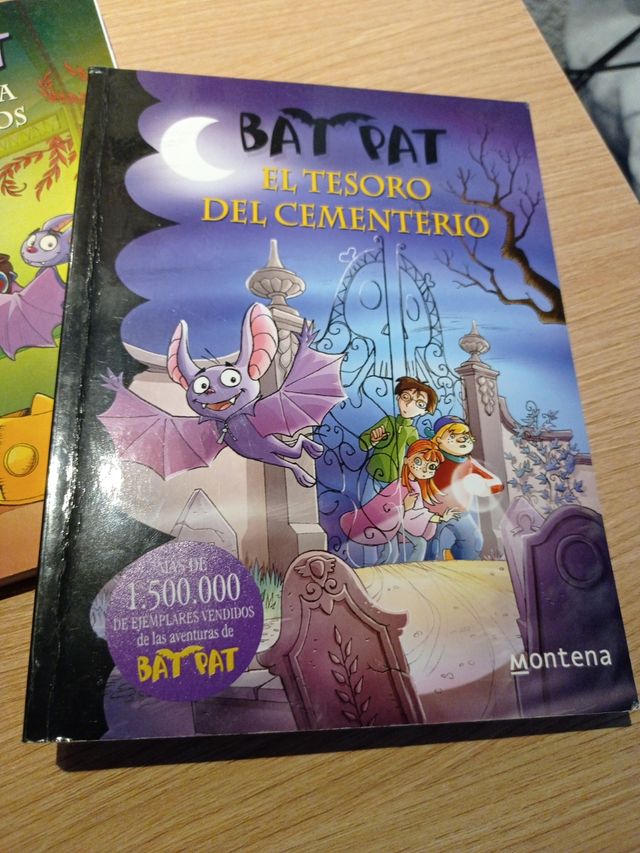 BAT PAT
EL TESORO
DEL CEMENTERIO
MÁS DE
1.500.000
DE EJEMPLARES VENDIDOS
de las aventuras de
BAT PAT
Montena
T
A
OS